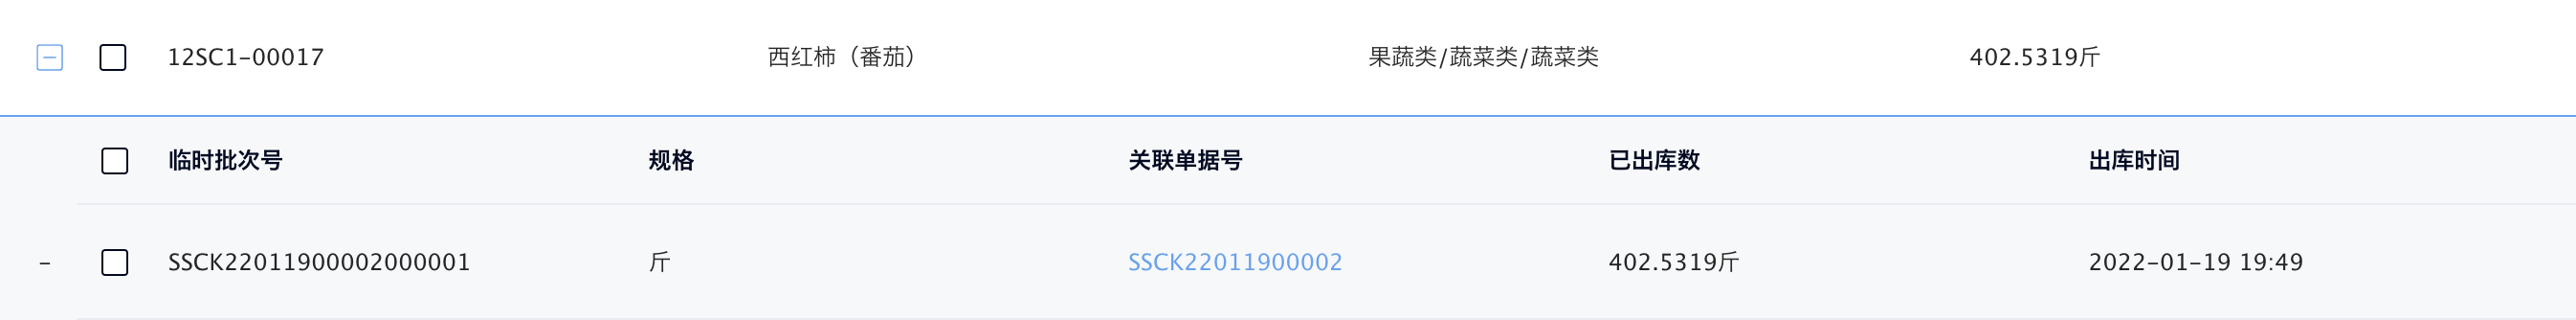 12SC1-00017 西红柿（番茄） 果蔬类/蔬菜类/蔬菜类 402.5319斤
临时批次号 规格 关联单据号 已出库数 出库时间
- SSCK22011900002000001 斤 SSCK22011900002 402.5319斤 2022-01-19 19:49